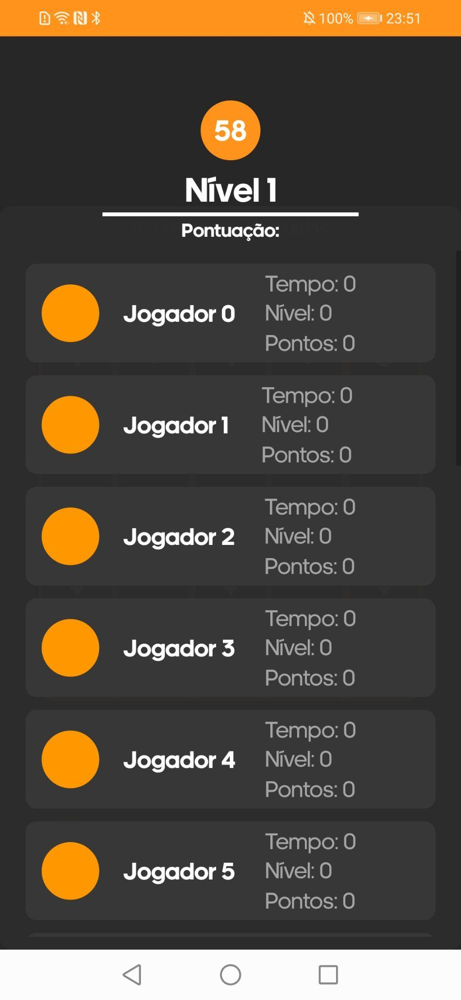 100% 23:51
58
Nível 1
Pontuação:
Tempo: 0
Jogador 0
Nível: 0
Pontos: 0
Tempo: 0
Jogador 1
Nível: 0
Pontos: 0
Tempo: 0
Jogador 2
Nível: 0
Pontos: 0
Tempo: 0
Jogador 3
Nível: 0
Pontos: 0
Tempo: 0
Jogador 4
Nível: 0
Pontos: 0
Tempo: 0
Jogador 5
Nível: 0
Pontos: 0